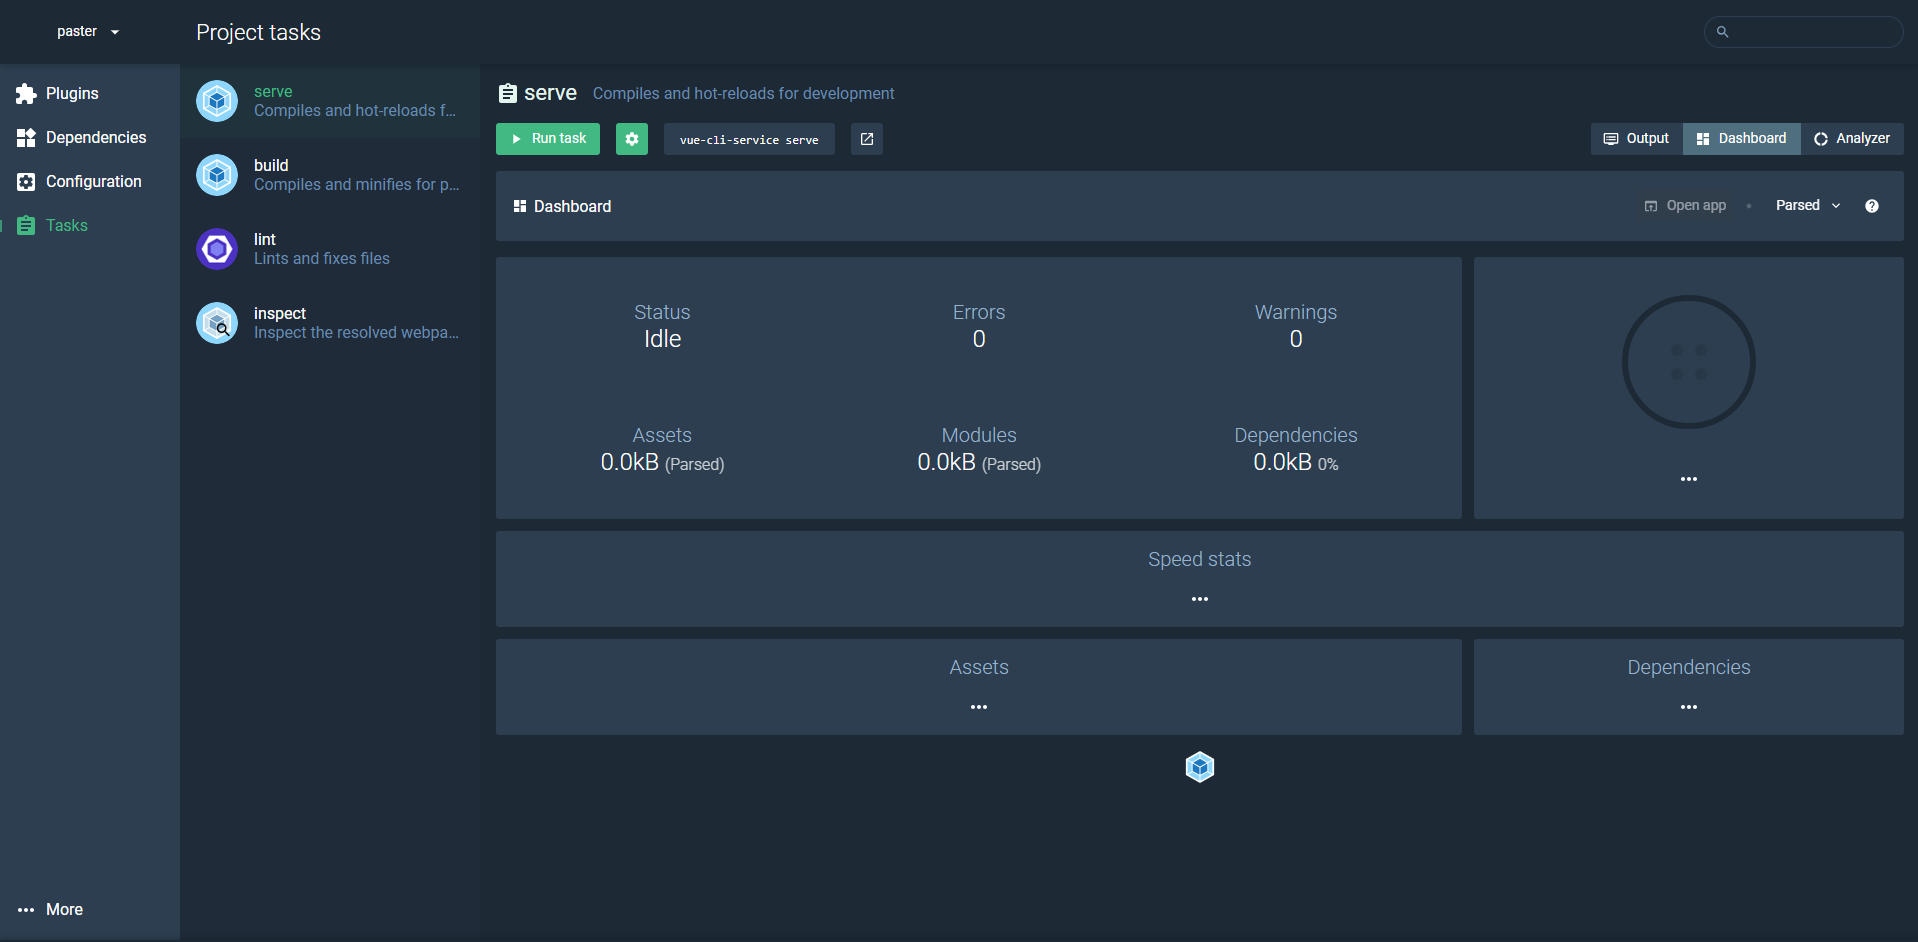 paster
Project tasks
Plugins
Dependencies
Configuration
Tasks
More
serve
Compiles and hot-reloads f...
build
Compiles and minifies for p...
lint
Lints and fixes files
inspect
Inspect the resolved webpa...
serve Compiles and hot-reloads for development
Run task vue-cli-service serve Output Dashboard Analyzer
Dashboard Open app • Parsed
Status Errors Warnings
Idle 0 0
Assets Modules Dependencies
0.0kB (Parsed) 0.0kB (Parsed) 0.0kB 0%
Speed stats
Assets Dependencies